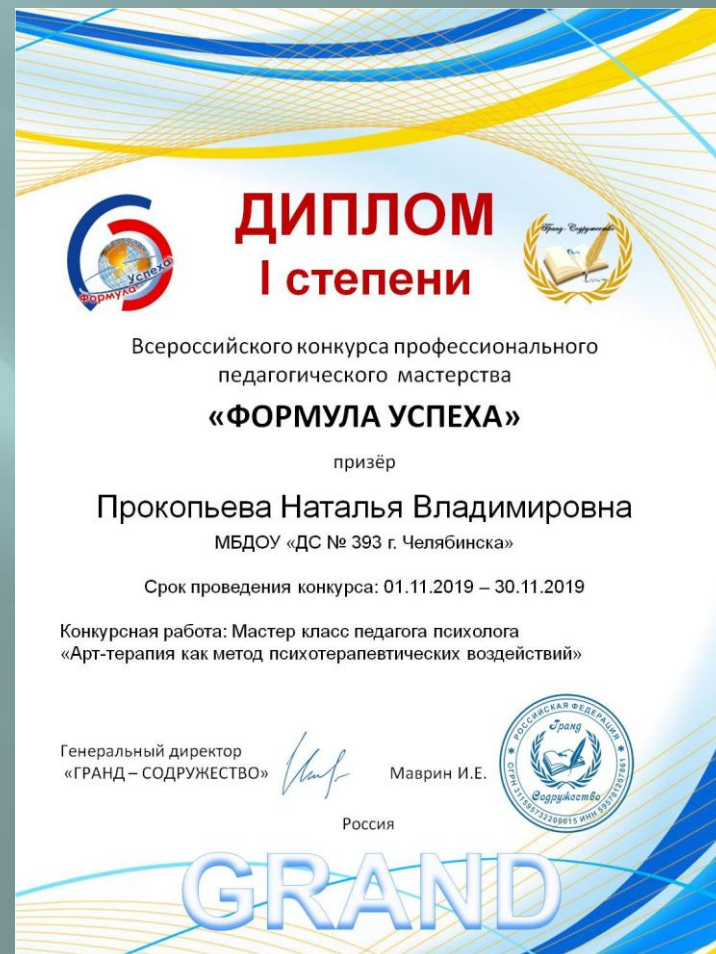 ДИПЛОМ
I степени
Формула Успеха
Гранд - Содружество
Всероссийского конкурса профессионального
педагогического мастерства
«ФОРМУЛА УСПЕХА»
призёр
Прокопьева Наталья Владимировна
МБДОУ «ДС № 393 г. Челябинска»
Срок проведения конкурса: 01.11.2019 – 30.11.2019
Конкурсная работа: Мастер класс педагога психолога
«Арт-терапия как метод психотерапевтических воздействий»
Генеральный директор
«ГРАНД – СОДРУЖЕСТВО»
Маврин И.Е.
РОССИЙСКАЯ ФЕДЕРАЦИЯ
Гранд
Содружество
Россия
GRAND